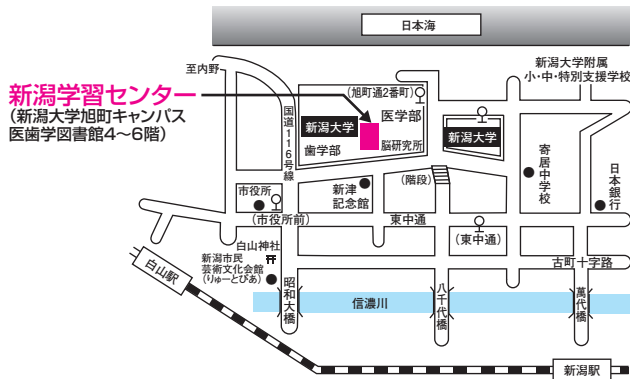 日本海
至内野
新潟大学附属
小・中・特別支援学校
新潟学習センター
(新潟大学旭町キャンパス
医歯学図書館4〜6階)
国道116号線
(旭町通2番町)
医学部
新潟大学
歯学部
脳研究所
新潟大学
寄居中学校
日本銀行
(階段)
市役所
新津
記念館
(市役所前)
東中通
(東中通)
白山神社
新潟市民
芸術文化会館
(りゅーとぴあ)
古町十字路
白山駅
昭和大橋
信濃川
八千代橋
萬代橋
新潟駅